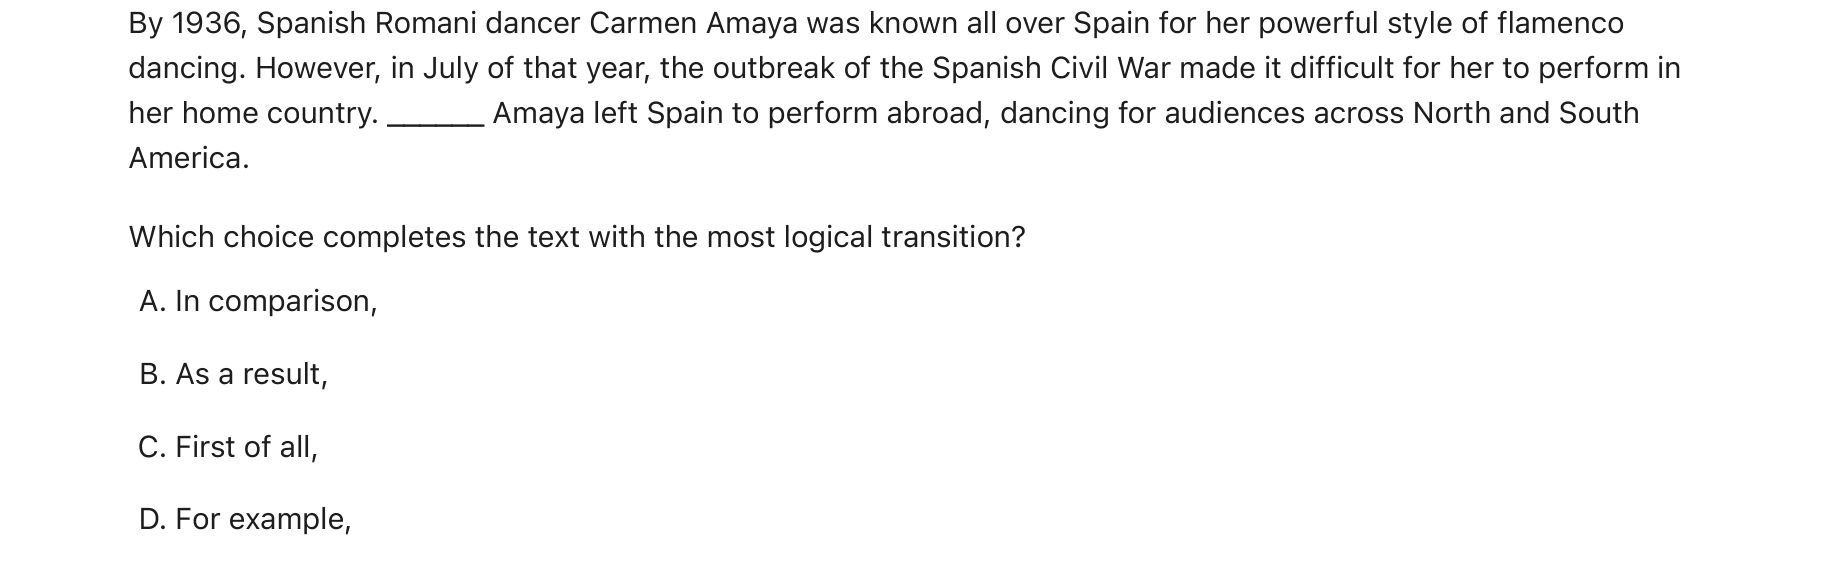 By 1936, Spanish Romani dancer Carmen Amaya was known all over Spain for her powerful style of flamenco
dancing. However, in July of that year, the outbreak of the Spanish Civil War made it difficult for her to perform in
her home country. ______ Amaya left Spain to perform abroad, dancing for audiences across North and South
America.
Which choice completes the text with the most logical transition?
A. In comparison,
B. As a result,
C. First of all,
D. For example,